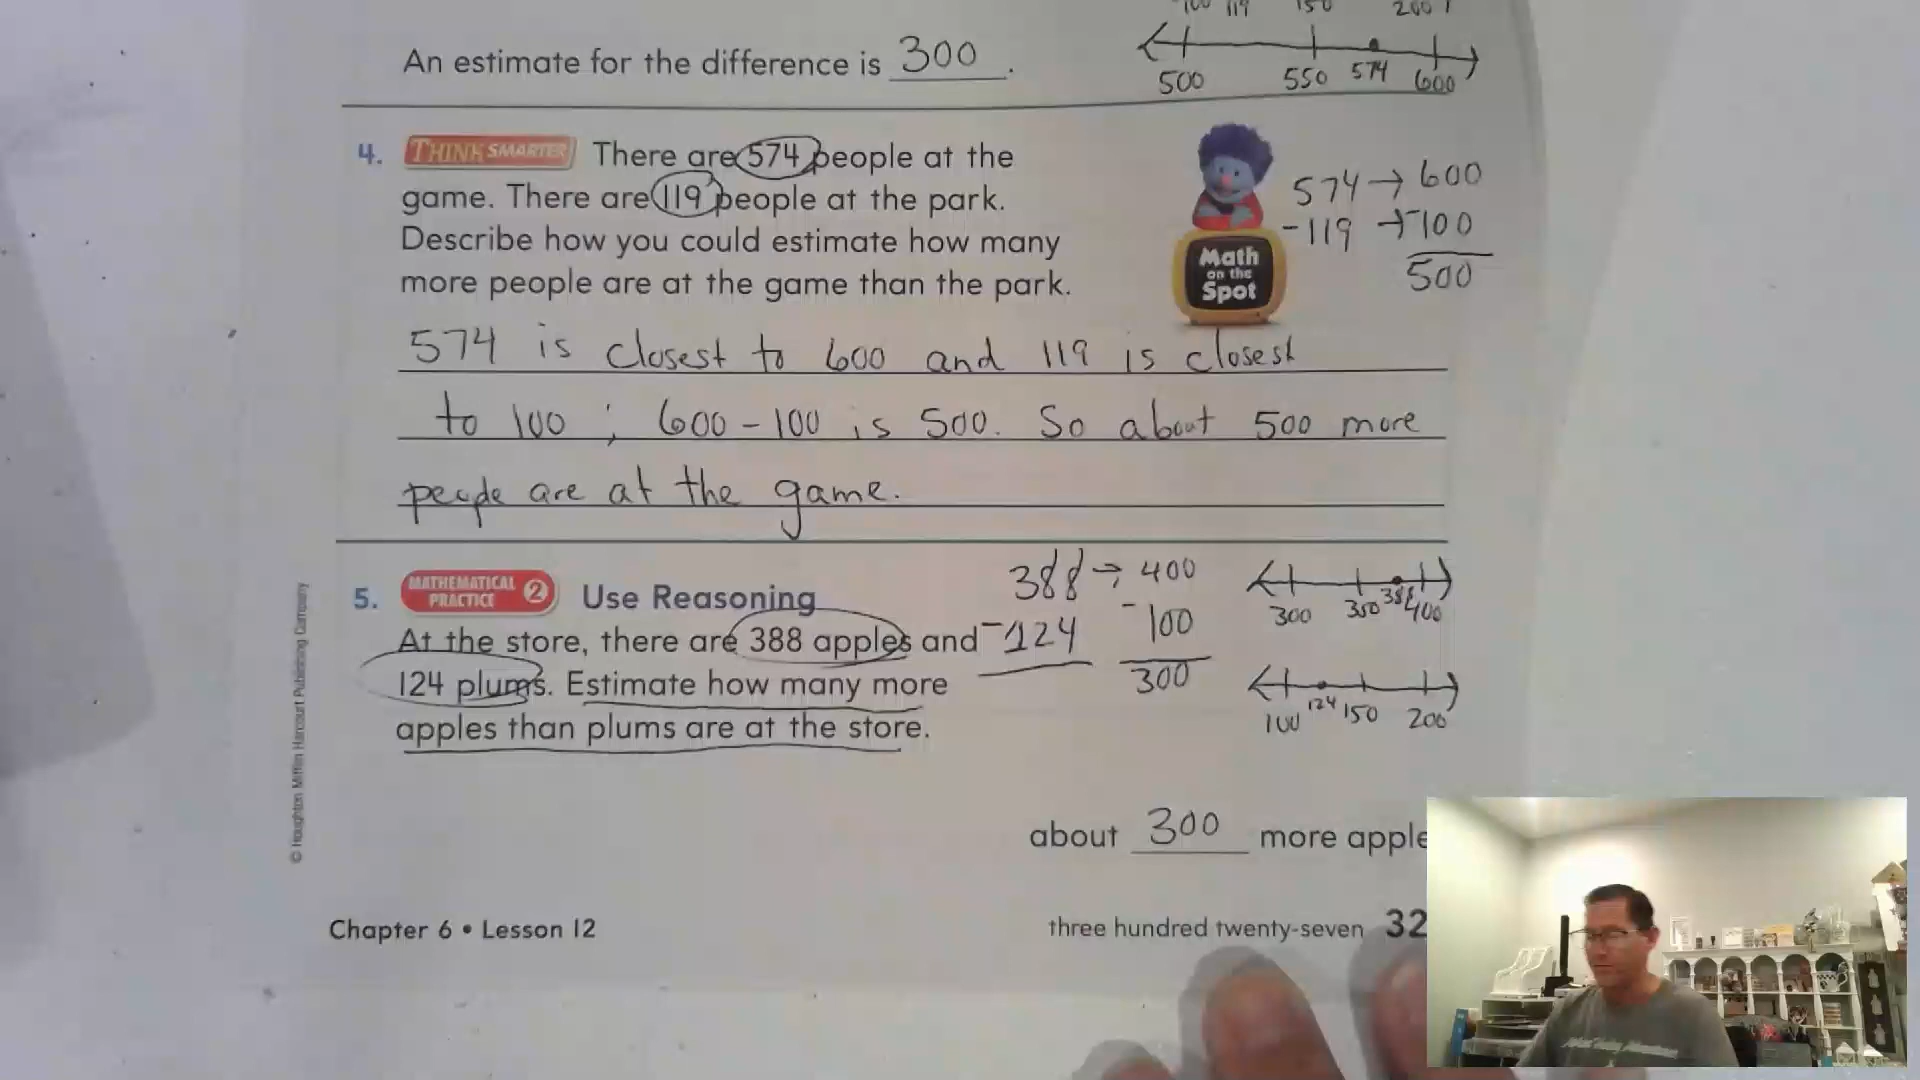 100 119 150 200
An estimate for the difference is 300.
500 550 574 600
4. THINK SMARTER There are 574 people at the
game. There are 119 people at the park.
Describe how you could estimate how many
more people are at the game than the park.
Math
on the
Spot
574 → 600
-119 → -100
500
574 is closest to 600 and 119 is closest
to 100 ; 600 - 100 is 500. So about 500 more
people are at the game.
5. MATHEMATICAL
PRACTICE 2 Use Reasoning
At the store, there are 388 apples and
124 plums. Estimate how many more
apples than plums are at the store.
388 → 400
-124 -100
300
300 350 388 400
100 124 150 200
about 300 more apple
© Houghton Mifflin Harcourt Publishing Company
Chapter 6 • Lesson 12
three hundred twenty-seven 32